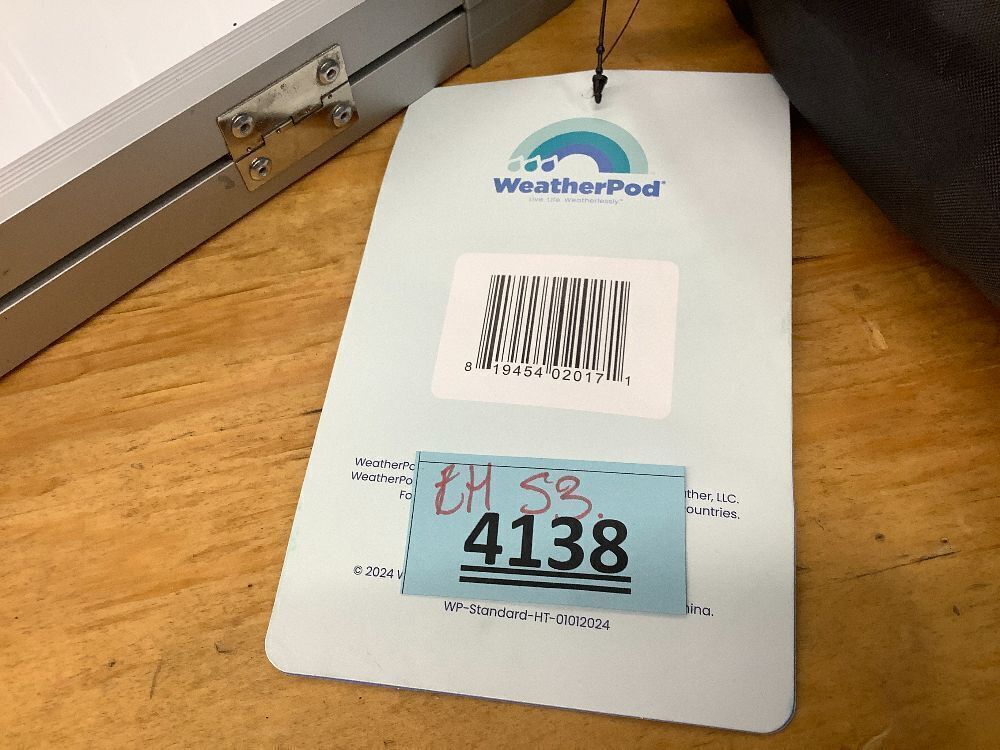 WeatherPod®
Live. Life. Weatherlessly.™
8 19454 02017 1
WeatherPo
WeatherPo ther, LLC.
Fo ountries.
EH 53.
4138
© 2024 W hina.
WP-Standard-HT-01012024